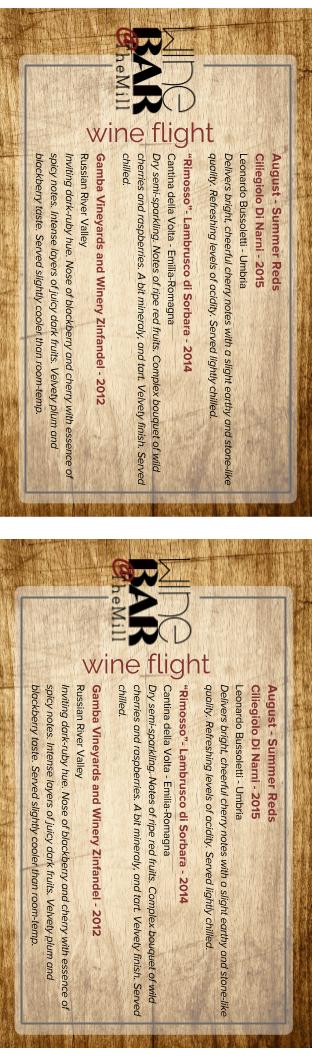 August - Summer Reds
Ciliegiolo Di Narni - 2015
Leonardo Bussoletti - Umbria
Delivers bright, cheerful cherry notes with a slight earthy and stone-like
quality. Refreshing levels of acidity. Served lightly chilled.
"Rimosso"- Lambrusco di Sorbara - 2014
Cantina della Volta - Emilia-Romagna
Dry semi-sparkling. Notes of ripe red fruits. Complex bouquet of wild
cherries and raspberries. A bit mineraly, and tart. Velvety finish. Served
chilled.
Gamba Vineyards and Winery Zinfandel - 2012
Russian River Valley
Inviting dark-ruby hue. Nose of blackberry and cherry with essence of
spicy notes. Intense layers of juicy dark fruits. Velvety plum and
blackberry taste. Served slightly cooler than room-temp.
wine flight
wine
BAR
@TheMill
August - Summer Reds
Ciliegiolo Di Narni - 2015
Leonardo Bussoletti - Umbria
Delivers bright, cheerful cherry notes with a slight earthy and stone-like
quality. Refreshing levels of acidity. Served lightly chilled.
"Rimosso"- Lambrusco di Sorbara - 2014
Cantina della Volta - Emilia-Romagna
Dry semi-sparkling. Notes of ripe red fruits. Complex bouquet of wild
cherries and raspberries. A bit mineraly, and tart. Velvety finish. Served
chilled.
Gamba Vineyards and Winery Zinfandel - 2012
Russian River Valley
Inviting dark-ruby hue. Nose of blackberry and cherry with essence of
spicy notes. Intense layers of juicy dark fruits. Velvety plum and
blackberry taste. Served slightly cooler than room-temp.
wine flight
wine
BAR
@TheMill